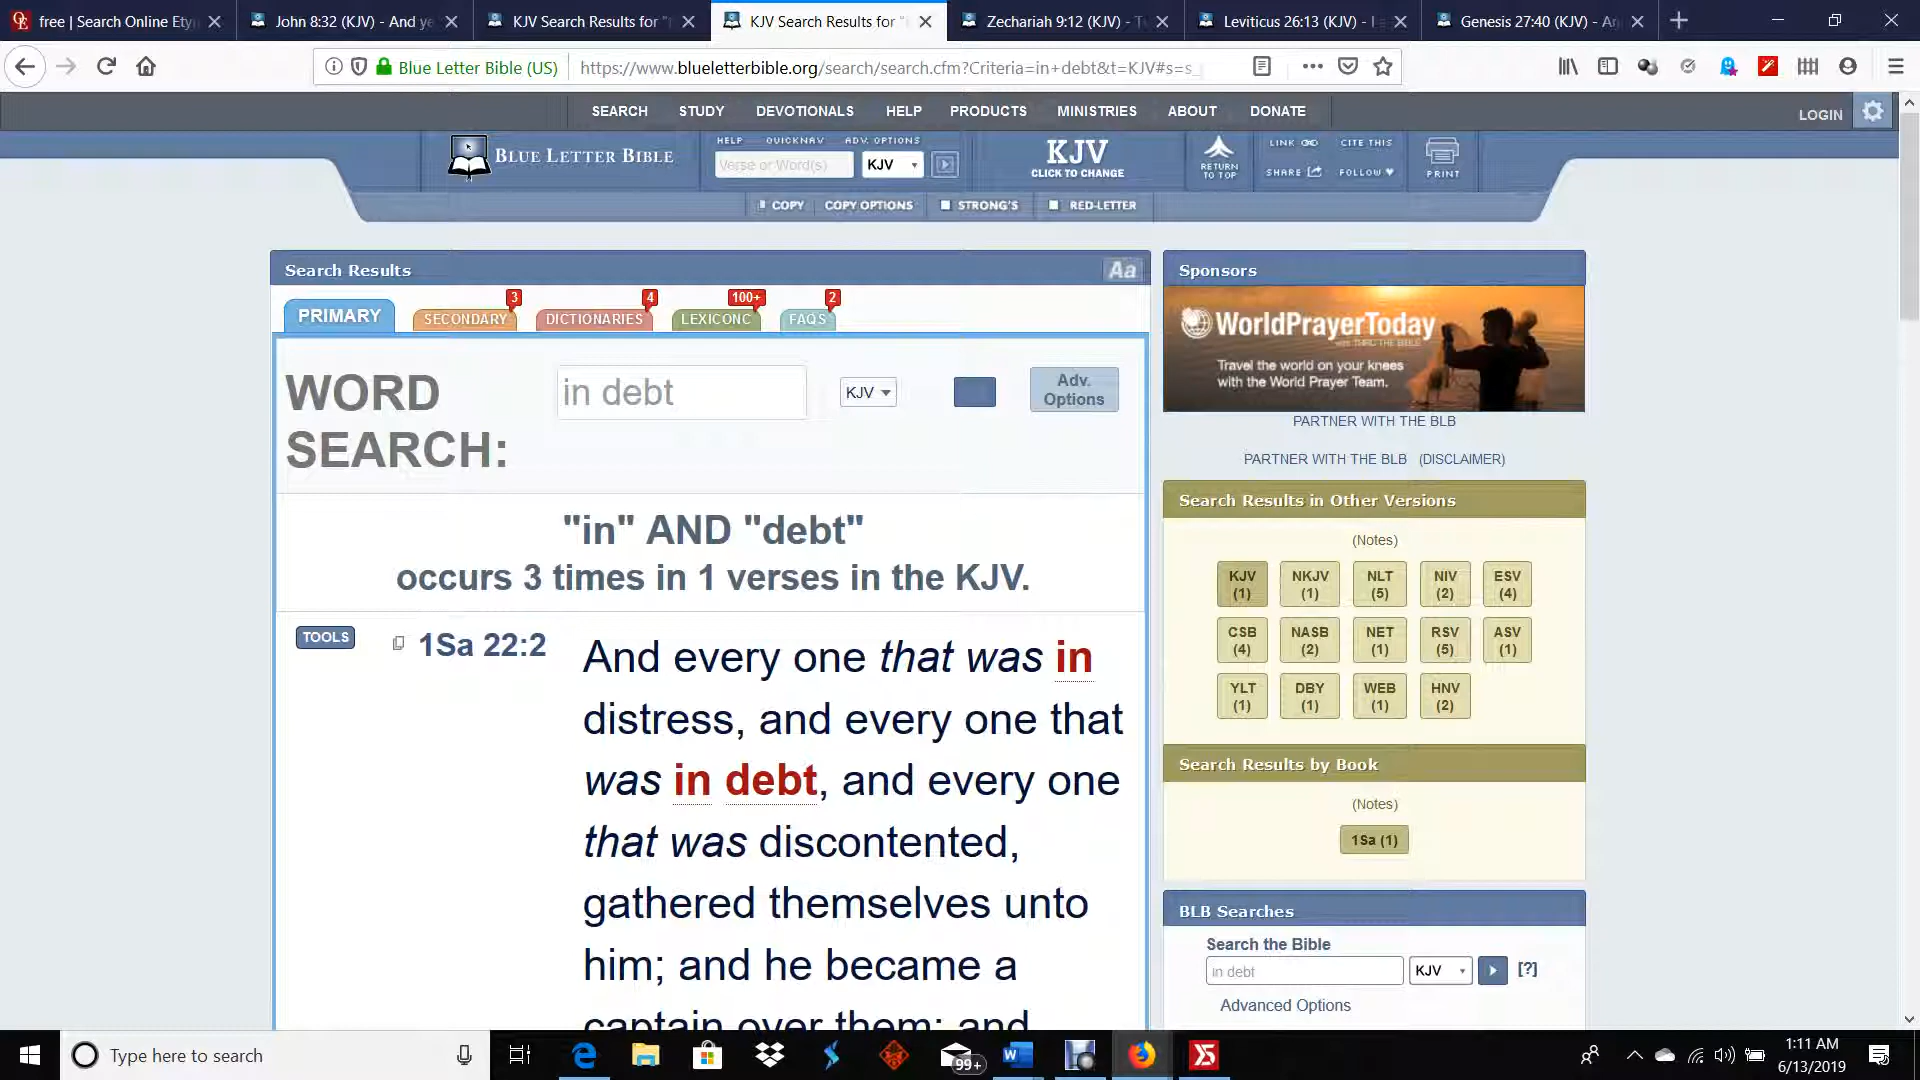 free | Search Online Ety
John 8:32 (KJV) - And ye
KJV Search Results for "
KJV Search Results for "
Zechariah 9:12 (KJV) - T
Leviticus 26:13 (KJV) - I
Genesis 27:40 (KJV) - An
Blue Letter Bible (US)
https://www.blueletterbible.org/search/search.cfm?Criteria=in+debt&t=KJV#s=s_
SEARCH STUDY DEVOTIONALS HELP PRODUCTS MINISTRIES ABOUT DONATE
LOGIN
BLUE LETTER BIBLE
HELP QUICKNAV ADV. OPTIONS
Verse or Word(s) KJV
KJV
CLICK TO CHANGE
RETURN
TO TOP
LINK CITE THIS
SHARE FOLLOW
PRINT
COPY COPY OPTIONS STRONG'S RED-LETTER
Search Results
Aa
3 4 100+ 2
PRIMARY SECONDARY DICTIONARIES LEXICONC FAQS
WORD
SEARCH:
in debt
KJV
Adv.
Options
"in" AND "debt"
occurs 3 times in 1 verses in the KJV.
TOOLS
1Sa 22:2
And every one that was in
distress, and every one that
was in debt, and every one
that was discontented,
gathered themselves unto
him; and he became a
captain over them: and
Sponsors
WorldPrayerToday
Travel the world on your knees
with the World Prayer Team.
PARTNER WITH THE BLB
PARTNER WITH THE BLB (DISCLAIMER)
Search Results in Other Versions
(Notes)
KJV (1) NKJV (1) NLT (5) NIV (2) ESV (4)
CSB (4) NASB (2) NET (1) RSV (5) ASV (1)
YLT (1) DBY (1) WEB (1) HNV (2)
Search Results by Book
(Notes)
1Sa (1)
BLB Searches
Search the Bible
in debt KJV [?]
Advanced Options
Type here to search
99+
1:11 AM
6/13/2019